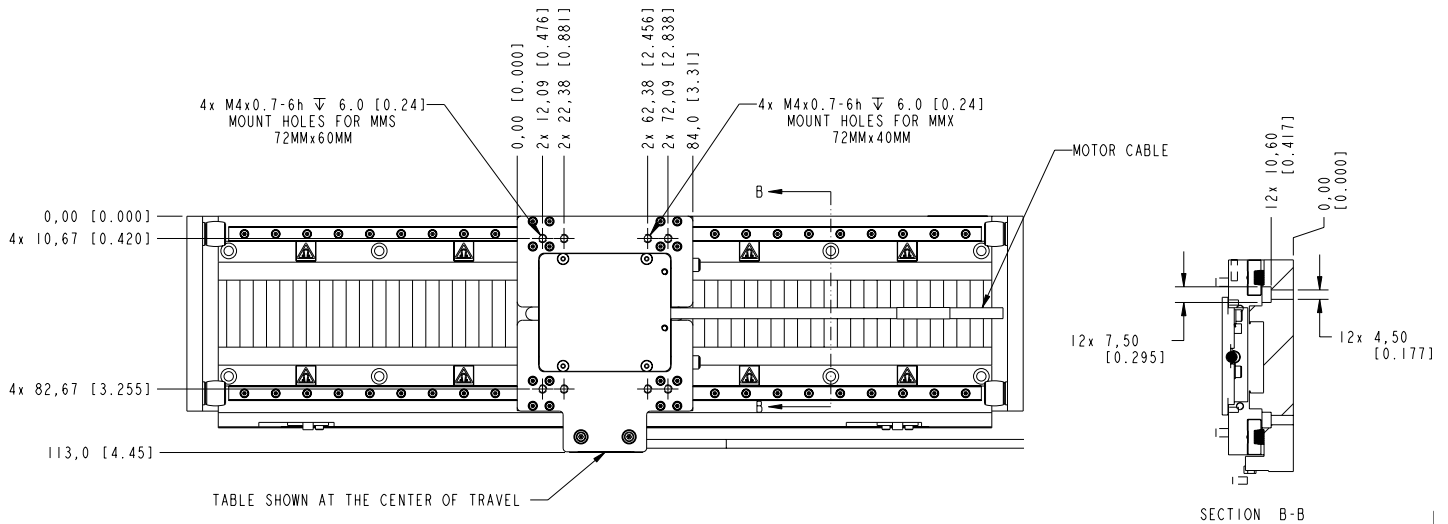 0,00 [0.000]
2x 12,09 [0.476]
2x 22,38 [0.881]
2x 62,38 [2.456]
2x 72,09 [2.838]
84,0 [3.31]
4x M4x0.7-6h ↧ 6.0 [0.24]
MOUNT HOLES FOR MMS
72MMx60MM
4x M4x0.7-6h ↧ 6.0 [0.24]
MOUNT HOLES FOR MMX
72MMx40MM
MOTOR CABLE
B
B
0,00 [0.000]
4x 10,67 [0.420]
4x 82,67 [3.255]
113,0 [4.45]
TABLE SHOWN AT THE CENTER OF TRAVEL
12x 10,60
[0.417]
0,00
[0.000]
12x 7,50
[0.295]
12x 4,50
[0.177]
SECTION B-B